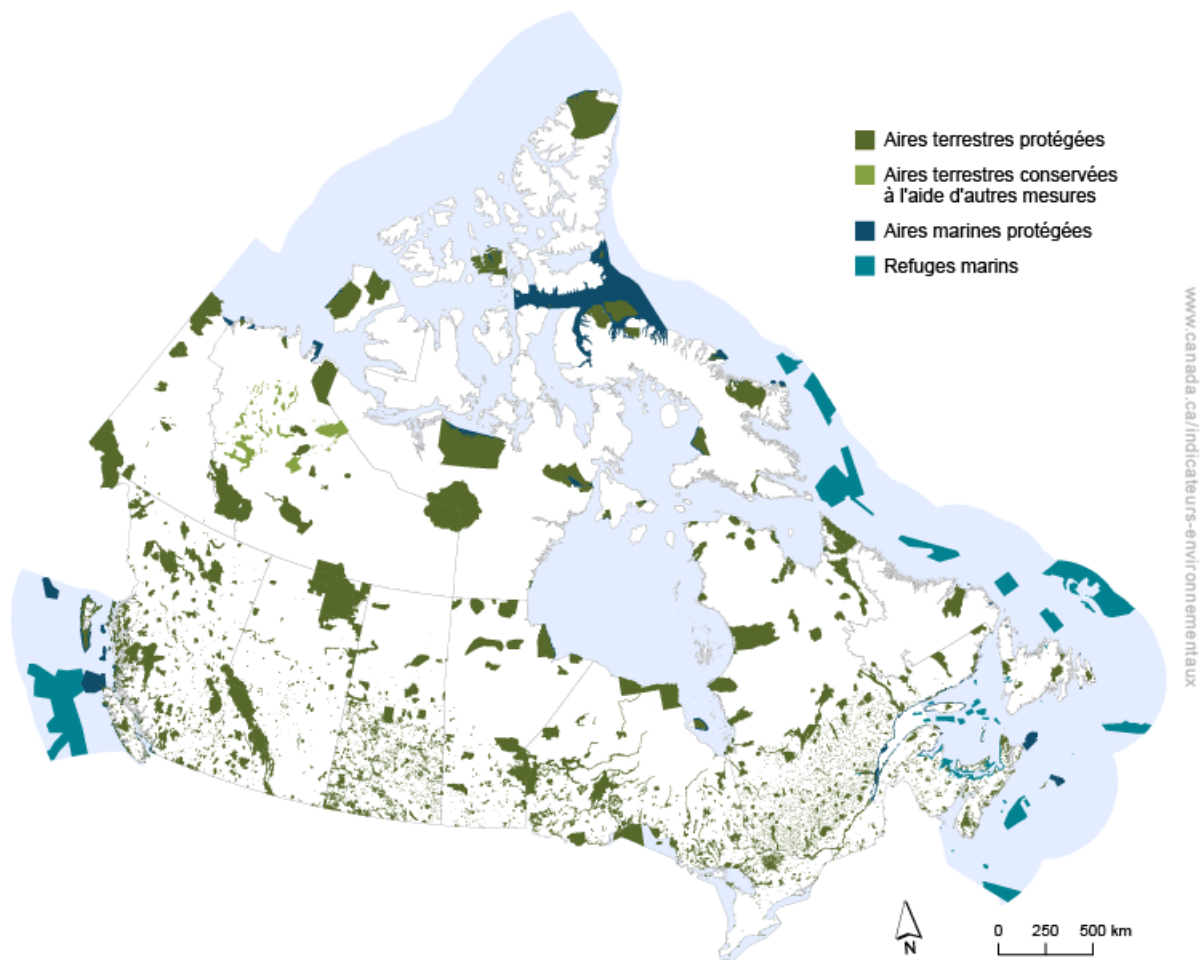 Aires terrestres protégées
Aires terrestres conservées
à l'aide d'autres mesures
Aires marines protégées
Refuges marins
www.canada.ca/indicateurs-environnementaux
N
0 250 500 km